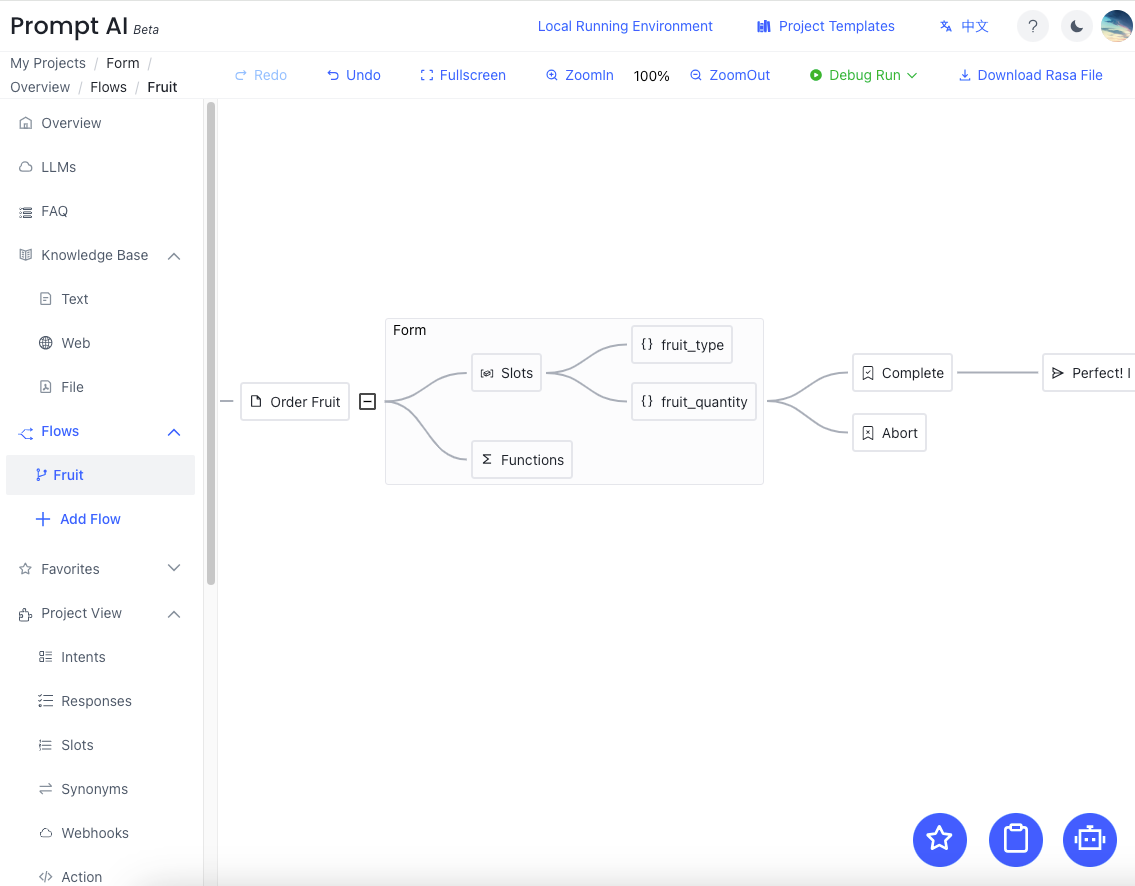 Prompt AI Beta
Local Running Environment
Project Templates
中文
?
My Projects / Form /
Overview / Flows / Fruit
Redo
Undo
Fullscreen
ZoomIn
100%
ZoomOut
Debug Run
Download Rasa File
Overview
LLMs
FAQ
Knowledge Base
Text
Web
File
Flows
Fruit
Add Flow
Favorites
Project View
Intents
Responses
Slots
Synonyms
Webhooks
Action
Order Fruit
Form
Slots
{} fruit_type
{} fruit_quantity
Σ Functions
Complete
Abort
Perfect! I